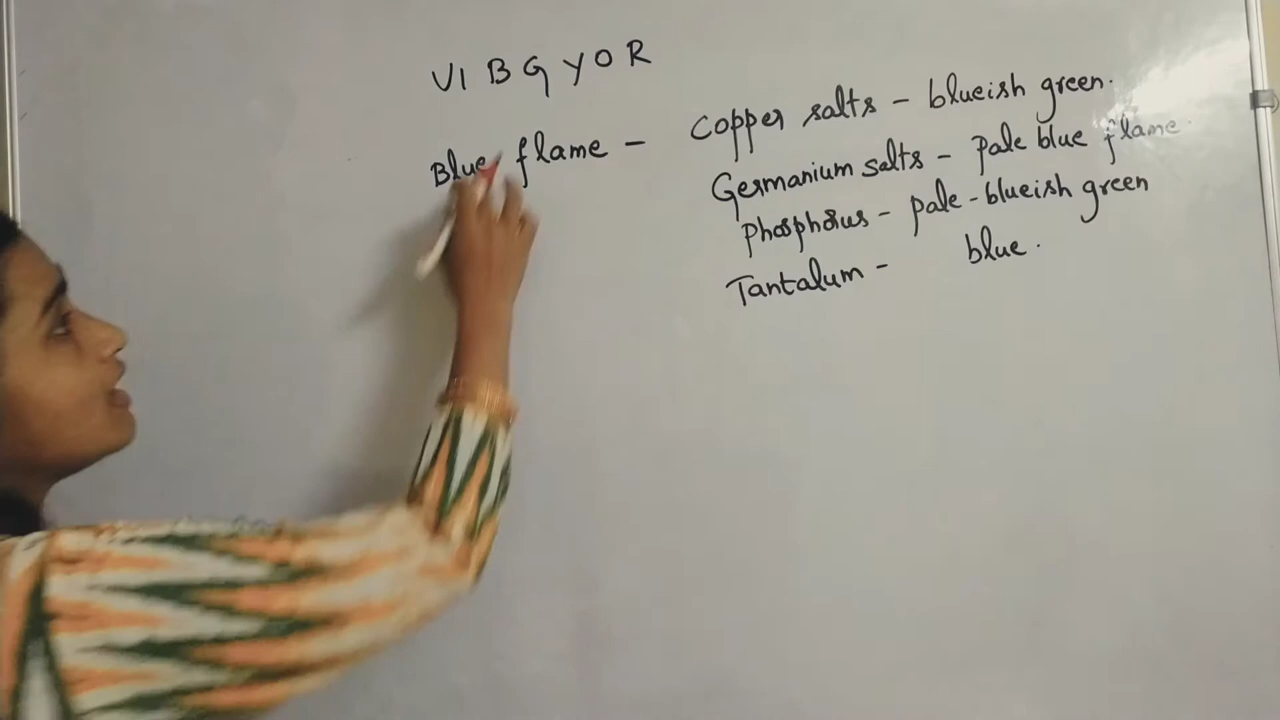 VIBGYOR
Blue flame - Copper salts - blueish green.
Germanium salts - pale blue flame.
Phosphorus - pale-blueish green
Tantalum - blue.